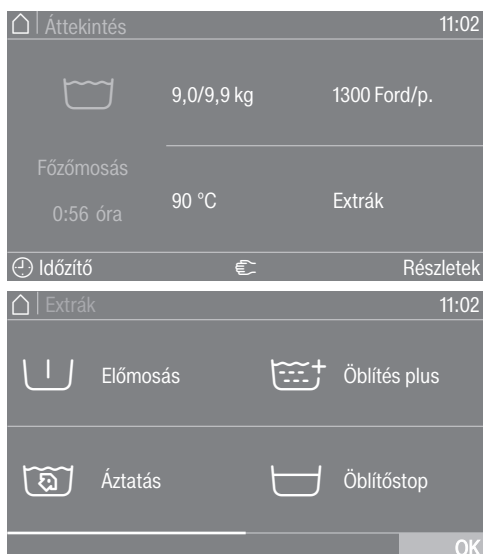 Áttekintés 11:02
9,0/9,9 kg 1300 Ford/p.
Főzőmosás
0:56 óra
90 °C Extrák
Időzítő Részletek
Extrák 11:02
Előmosás Öblítés plus
Áztatás Öblítőstop
OK